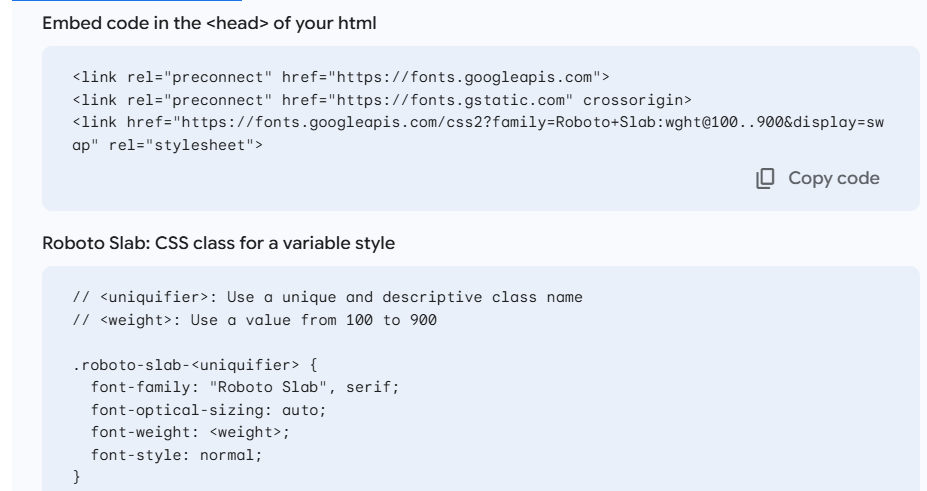 Embed code in the <head> of your html
<link rel="preconnect" href="https://fonts.googleapis.com">
<link rel="preconnect" href="https://fonts.gstatic.com" crossorigin>
<link href="https://fonts.googleapis.com/css2?family=Roboto+Slab:wght@100..900&display=sw
ap" rel="stylesheet">
Copy code
Roboto Slab: CSS class for a variable style
// <uniquifier>: Use a unique and descriptive class name
// <weight>: Use a value from 100 to 900
.roboto-slab-<uniquifier> {
  font-family: "Roboto Slab", serif;
  font-optical-sizing: auto;
  font-weight: <weight>;
  font-style: normal;
}